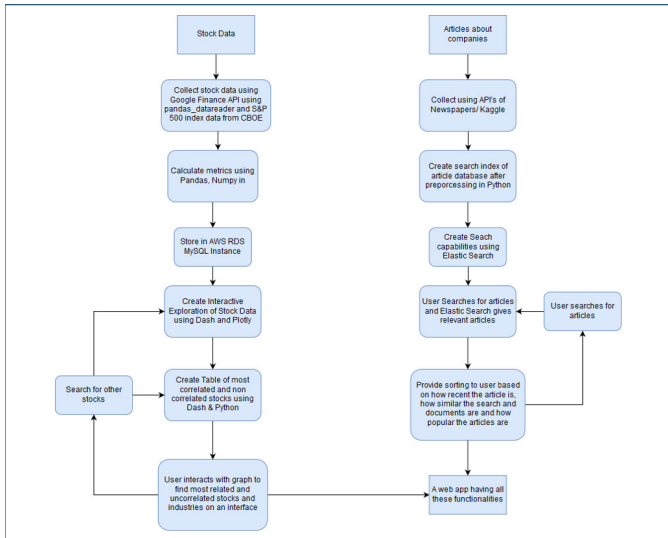 Stock Data
Collect stock data using
Google Finance API using
pandas_datareader and S&P
500 index data from CBOE
Calculate metrics using
Pandas, Numpy in
Store in AWS RDS
MySQL Instance
Create Interactive
Exploration of Stock Data
using Dash and Plotly
Search for other
stocks
Create Table of most
correlated and non
correlated stocks using
Dash & Python
User interacts with graph to
find most related and
uncorrelated stocks and
industries on an interface
Articles about
companies
Collect using API's of
Newspapers/ Kaggle
Create search index of
article database after
preporcessing in Python
Create Seach
capabilities using
Elastic Search
User Searches for articles
and Elastic Search gives
relevant articles
User searches for
articles
Provide sorting to user based
on how recent the article is,
how similar the search and
documents are and how
popular the articles are
A web app having all
these functionalities